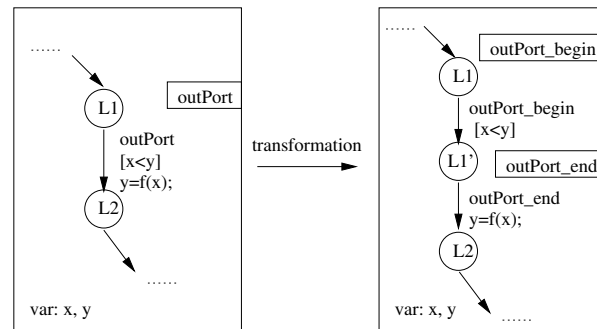 ......
L1
outPort
outPort
[x<y]
y=f(x);
L2
......
var: x, y
transformation
......
outPort_begin
L1
outPort_begin
[x<y]
L1'
outPort_end
outPort_end
y=f(x);
L2
......
var: x, y